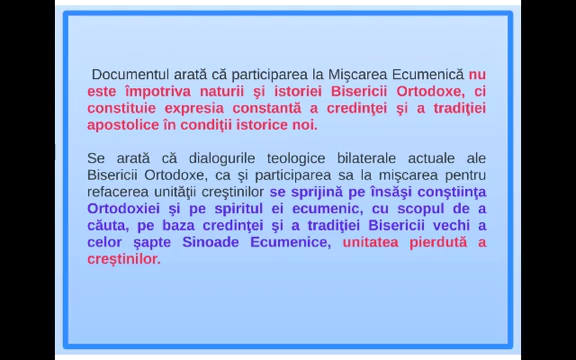 Documentul arată că participarea la Mişcarea Ecumenică nu
este împotriva naturii şi istoriei Bisericii Ortodoxe, ci
constituie expresia constantă a credinţei şi a tradiţiei
apostolice în condiţii istorice noi.
Se arată că dialogurile teologice bilaterale actuale ale
Bisericii Ortodoxe, ca şi participarea sa la mişcarea pentru
refacerea unităţii creştinilor se sprijină pe însăşi conştiinţa
Ortodoxiei şi pe spiritul ei ecumenic, cu scopul de a
căuta, pe baza credinţei şi a tradiţiei Bisericii vechi a
celor şapte Sinoade Ecumenice, unitatea pierdută a
creştinilor.